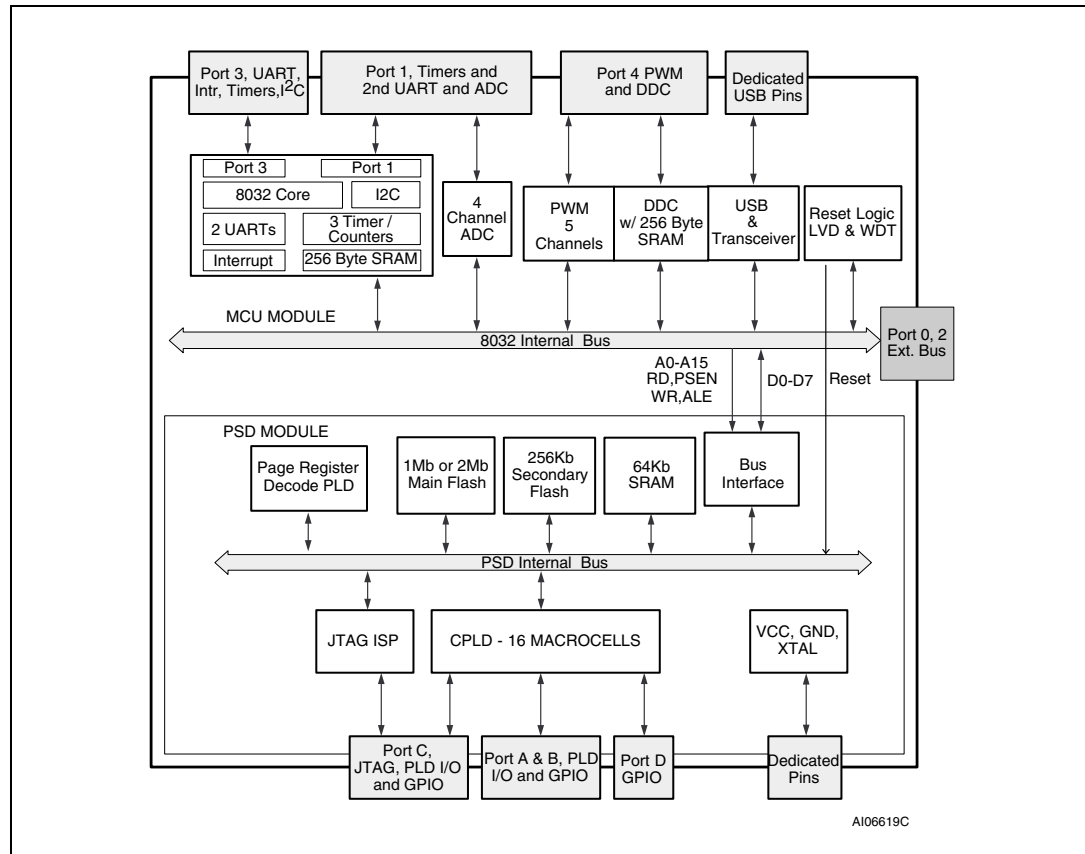 Port 3, UART,
Intr, Timers,I2C
Port 1, Timers and
2nd UART and ADC
Port 4 PWM
and DDC
Dedicated
USB Pins
Port 3
Port 1
8032 Core
I2C
2 UARTs
3 Timer /
Counters
Interrupt
256 Byte SRAM
4
Channel
ADC
PWM
5
Channels
DDC
w/ 256 Byte
SRAM
USB
&
Transceiver
Reset Logic
LVD & WDT
MCU MODULE
8032 Internal Bus
Port 0, 2
Ext. Bus
A0-A15
RD,PSEN
WR,ALE
D0-D7
Reset
PSD MODULE
Page Register
Decode PLD
1Mb or 2Mb
Main Flash
256Kb
Secondary
Flash
64Kb
SRAM
Bus
Interface
PSD Internal Bus
JTAG ISP
CPLD - 16 MACROCELLS
VCC, GND,
XTAL
Port C,
JTAG, PLD I/O
and GPIO
Port A & B, PLD
I/O and GPIO
Port D
GPIO
Dedicated
Pins
AI06619C